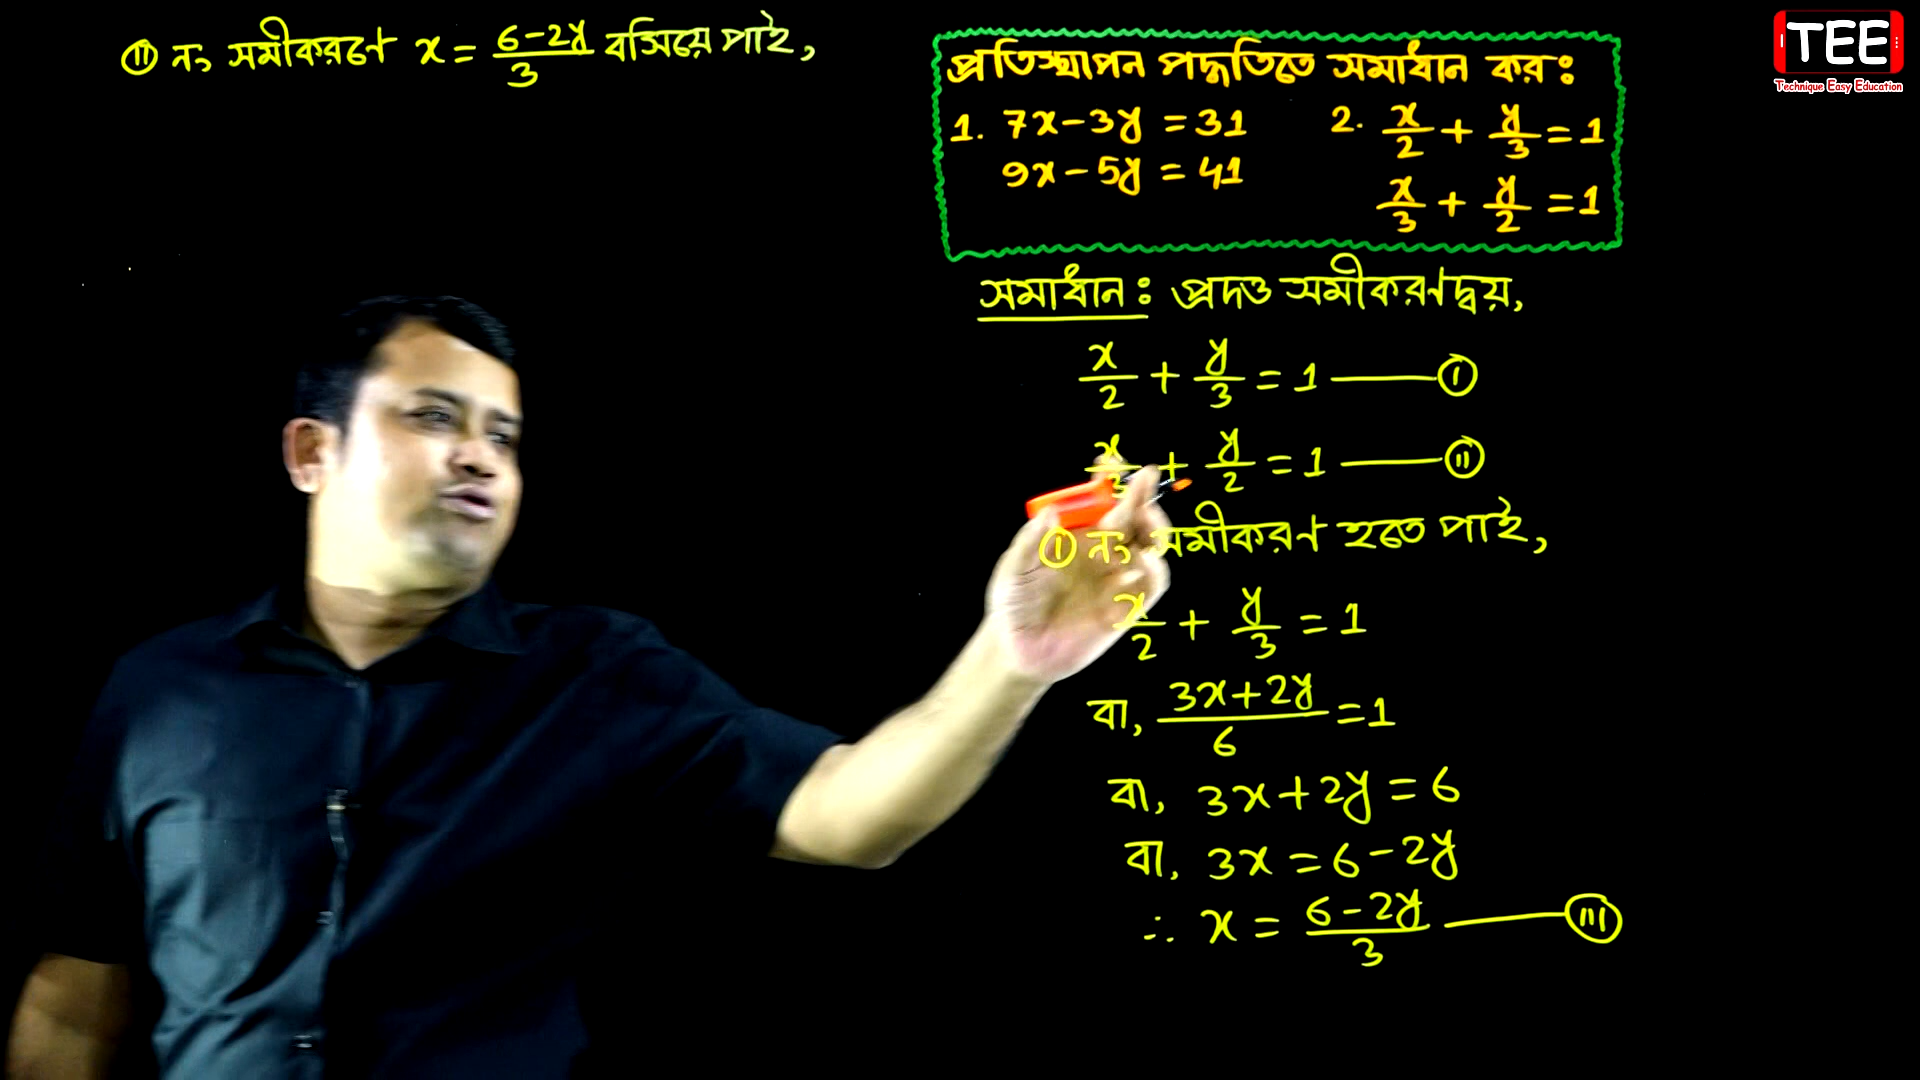 (ii) নং সমীকরণে x = (6-2y)/3 বসিয়ে পাই,
প্রতিস্থাপন পদ্ধতিতে সমাধান কর:
1. 7x-3y = 31
9x-5y = 41
2. x/2 + y/3 = 1
x/3 + y/2 = 1
সমাধান: প্রদত্ত সমীকরণদ্বয়,
x/2 + y/3 = 1 —— (i)
x/3 + y/2 = 1 —— (ii)
(i) নং সমীকরণ হতে পাই,
x/2 + y/3 = 1
বা, (3x+2y)/6 = 1
বা, 3x+2y = 6
বা, 3x = 6-2y
∴ x = (6-2y)/3 —— (iii)
TEE
Technique Easy Education